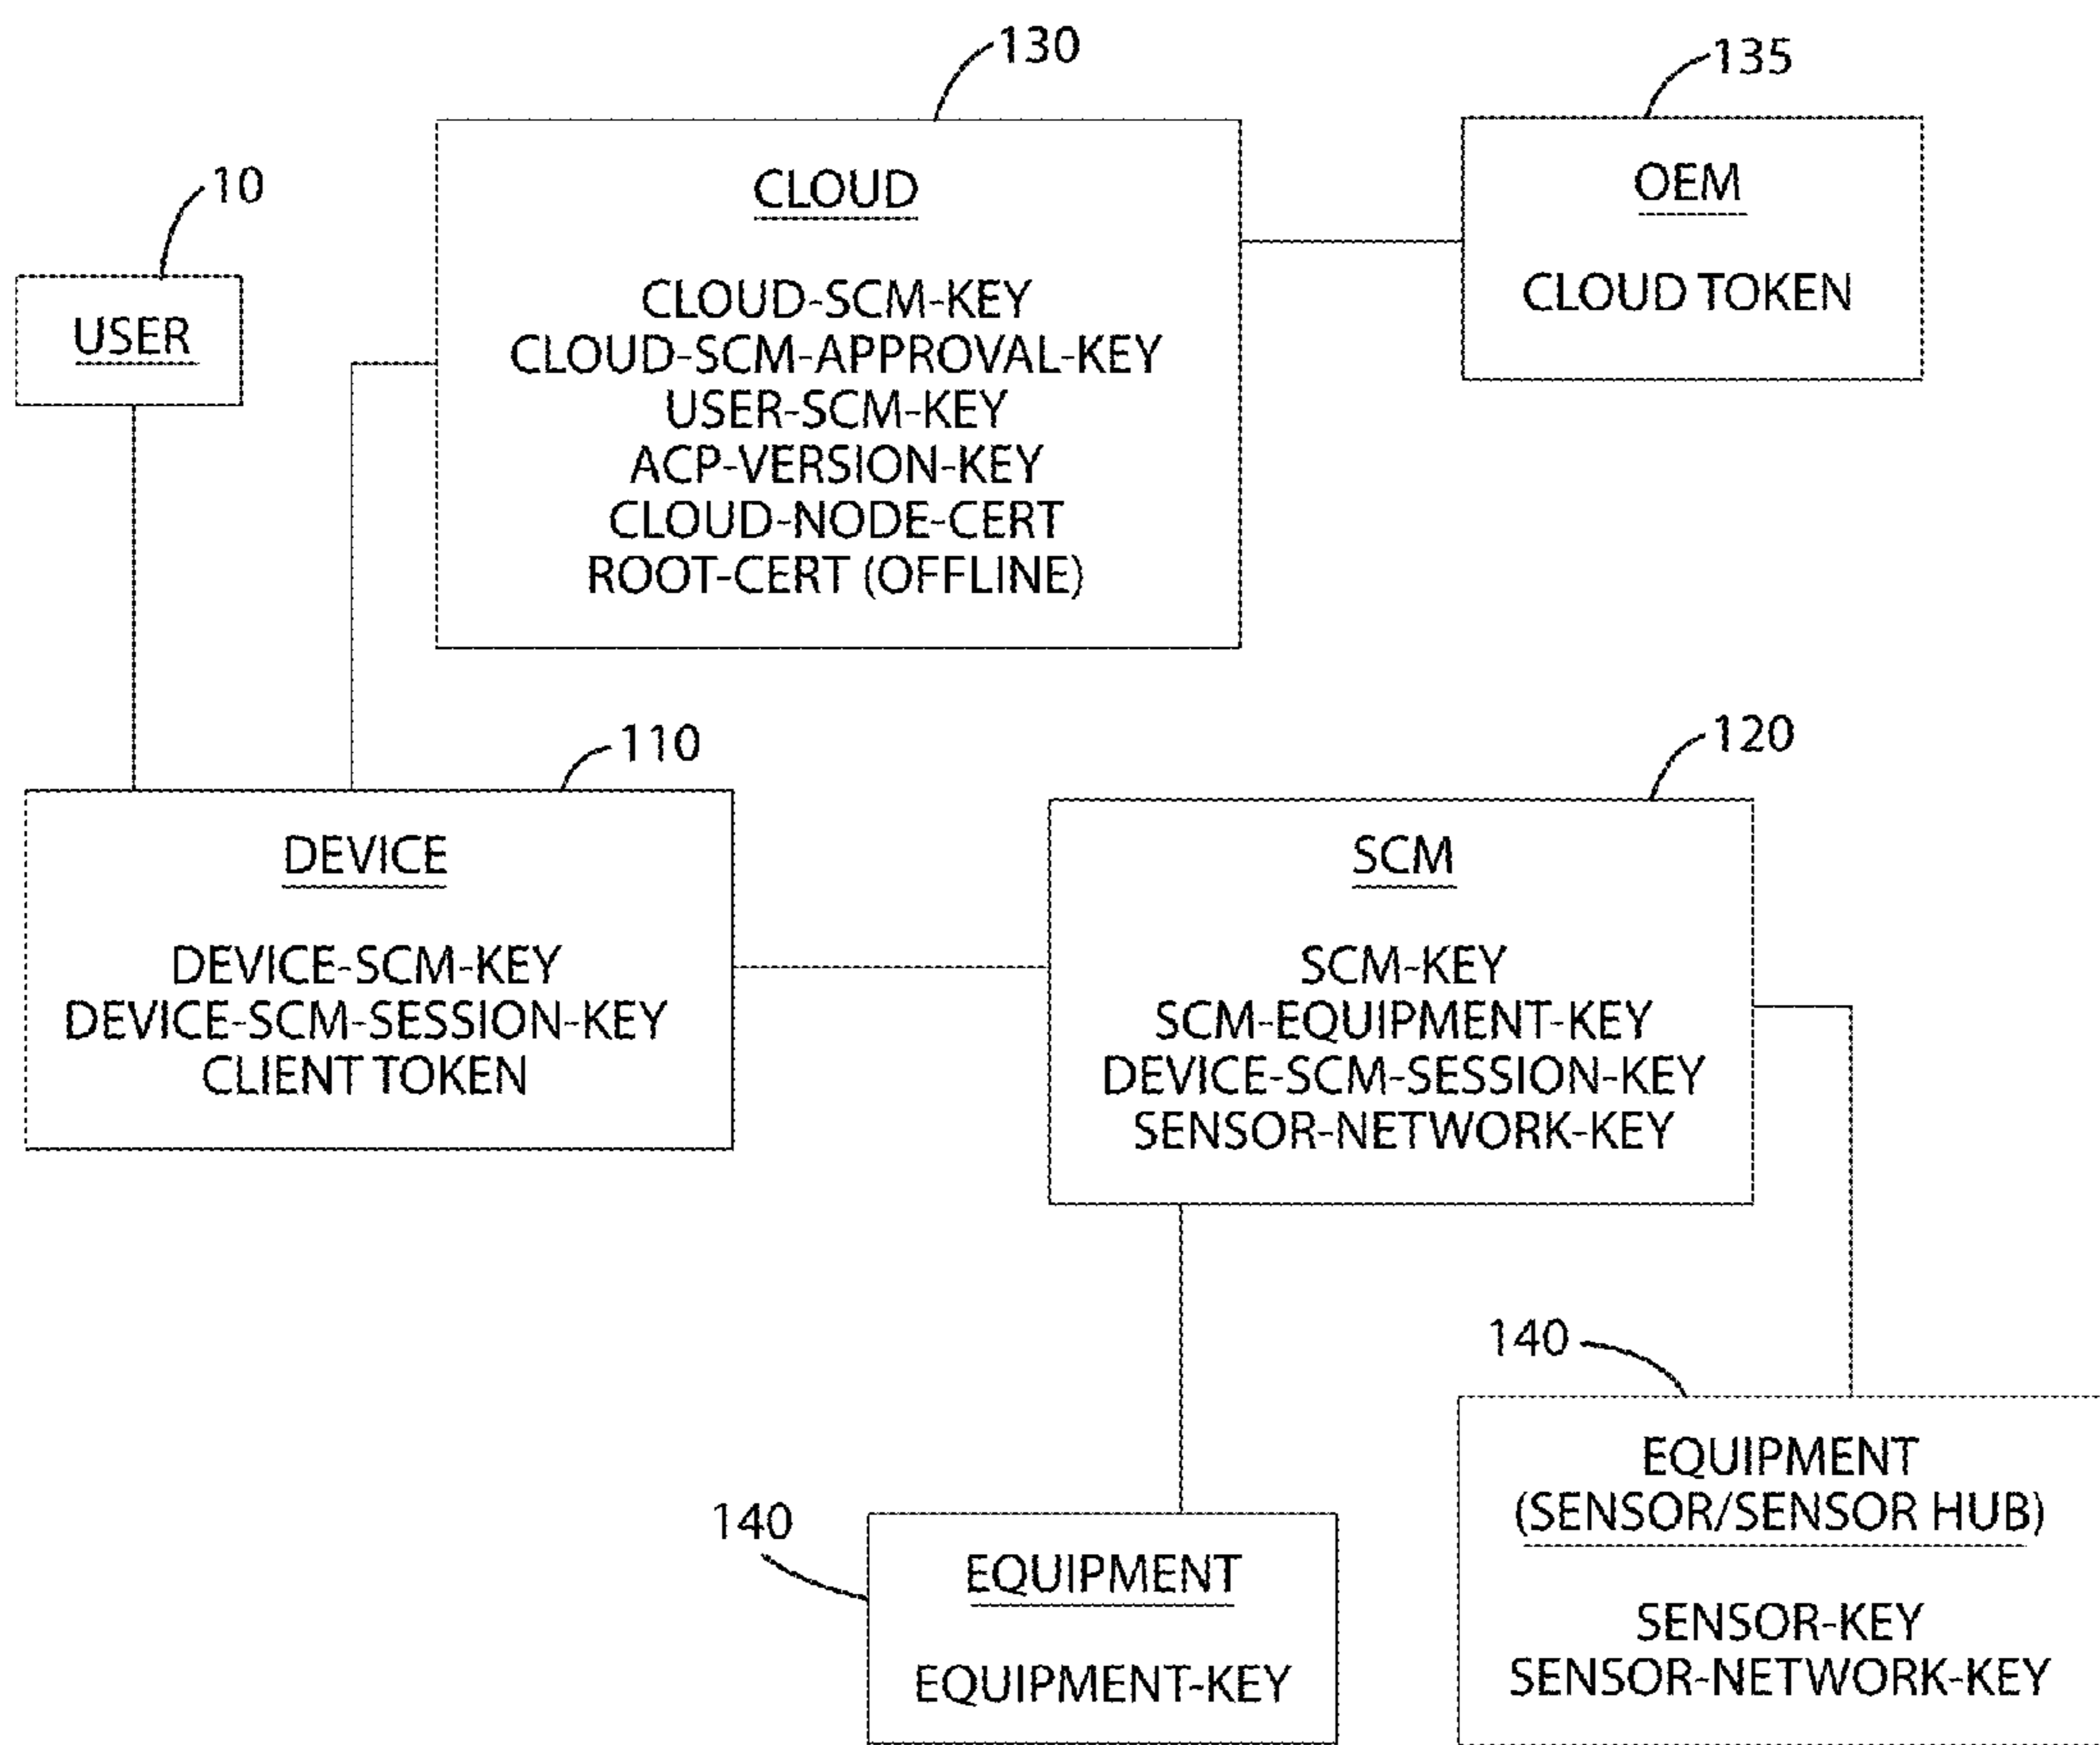 130
135
10
CLOUD
CLOUD-SCM-KEY
CLOUD-SCM-APPROVAL-KEY
USER-SCM-KEY
ACP-VERSION-KEY
CLOUD-NODE-CERT
ROOT-CERT (OFFLINE)
OEM
CLOUD TOKEN
USER
110
120
DEVICE
DEVICE-SCM-KEY
DEVICE-SCM-SESSION-KEY
CLIENT TOKEN
SCM
SCM-KEY
SCM-EQUIPMENT-KEY
DEVICE-SCM-SESSION-KEY
SENSOR-NETWORK-KEY
140
EQUIPMENT
EQUIPMENT-KEY
140
EQUIPMENT
(SENSOR/SENSOR HUB)
SENSOR-KEY
SENSOR-NETWORK-KEY